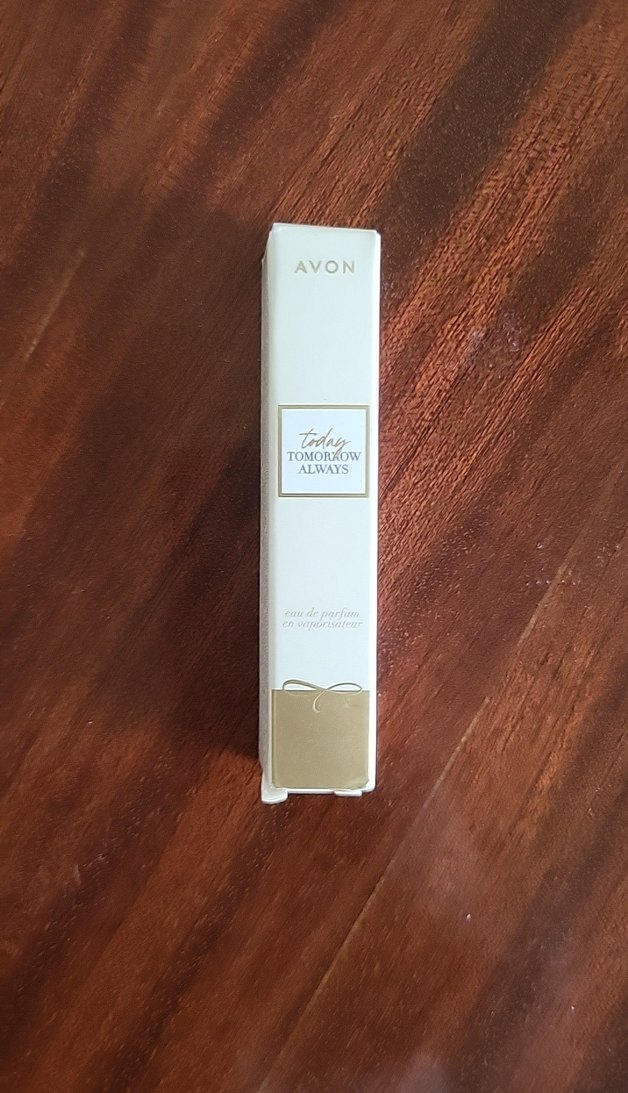 AVON
today
TOMORROW
ALWAYS
eau de parfum
en vaporisateur